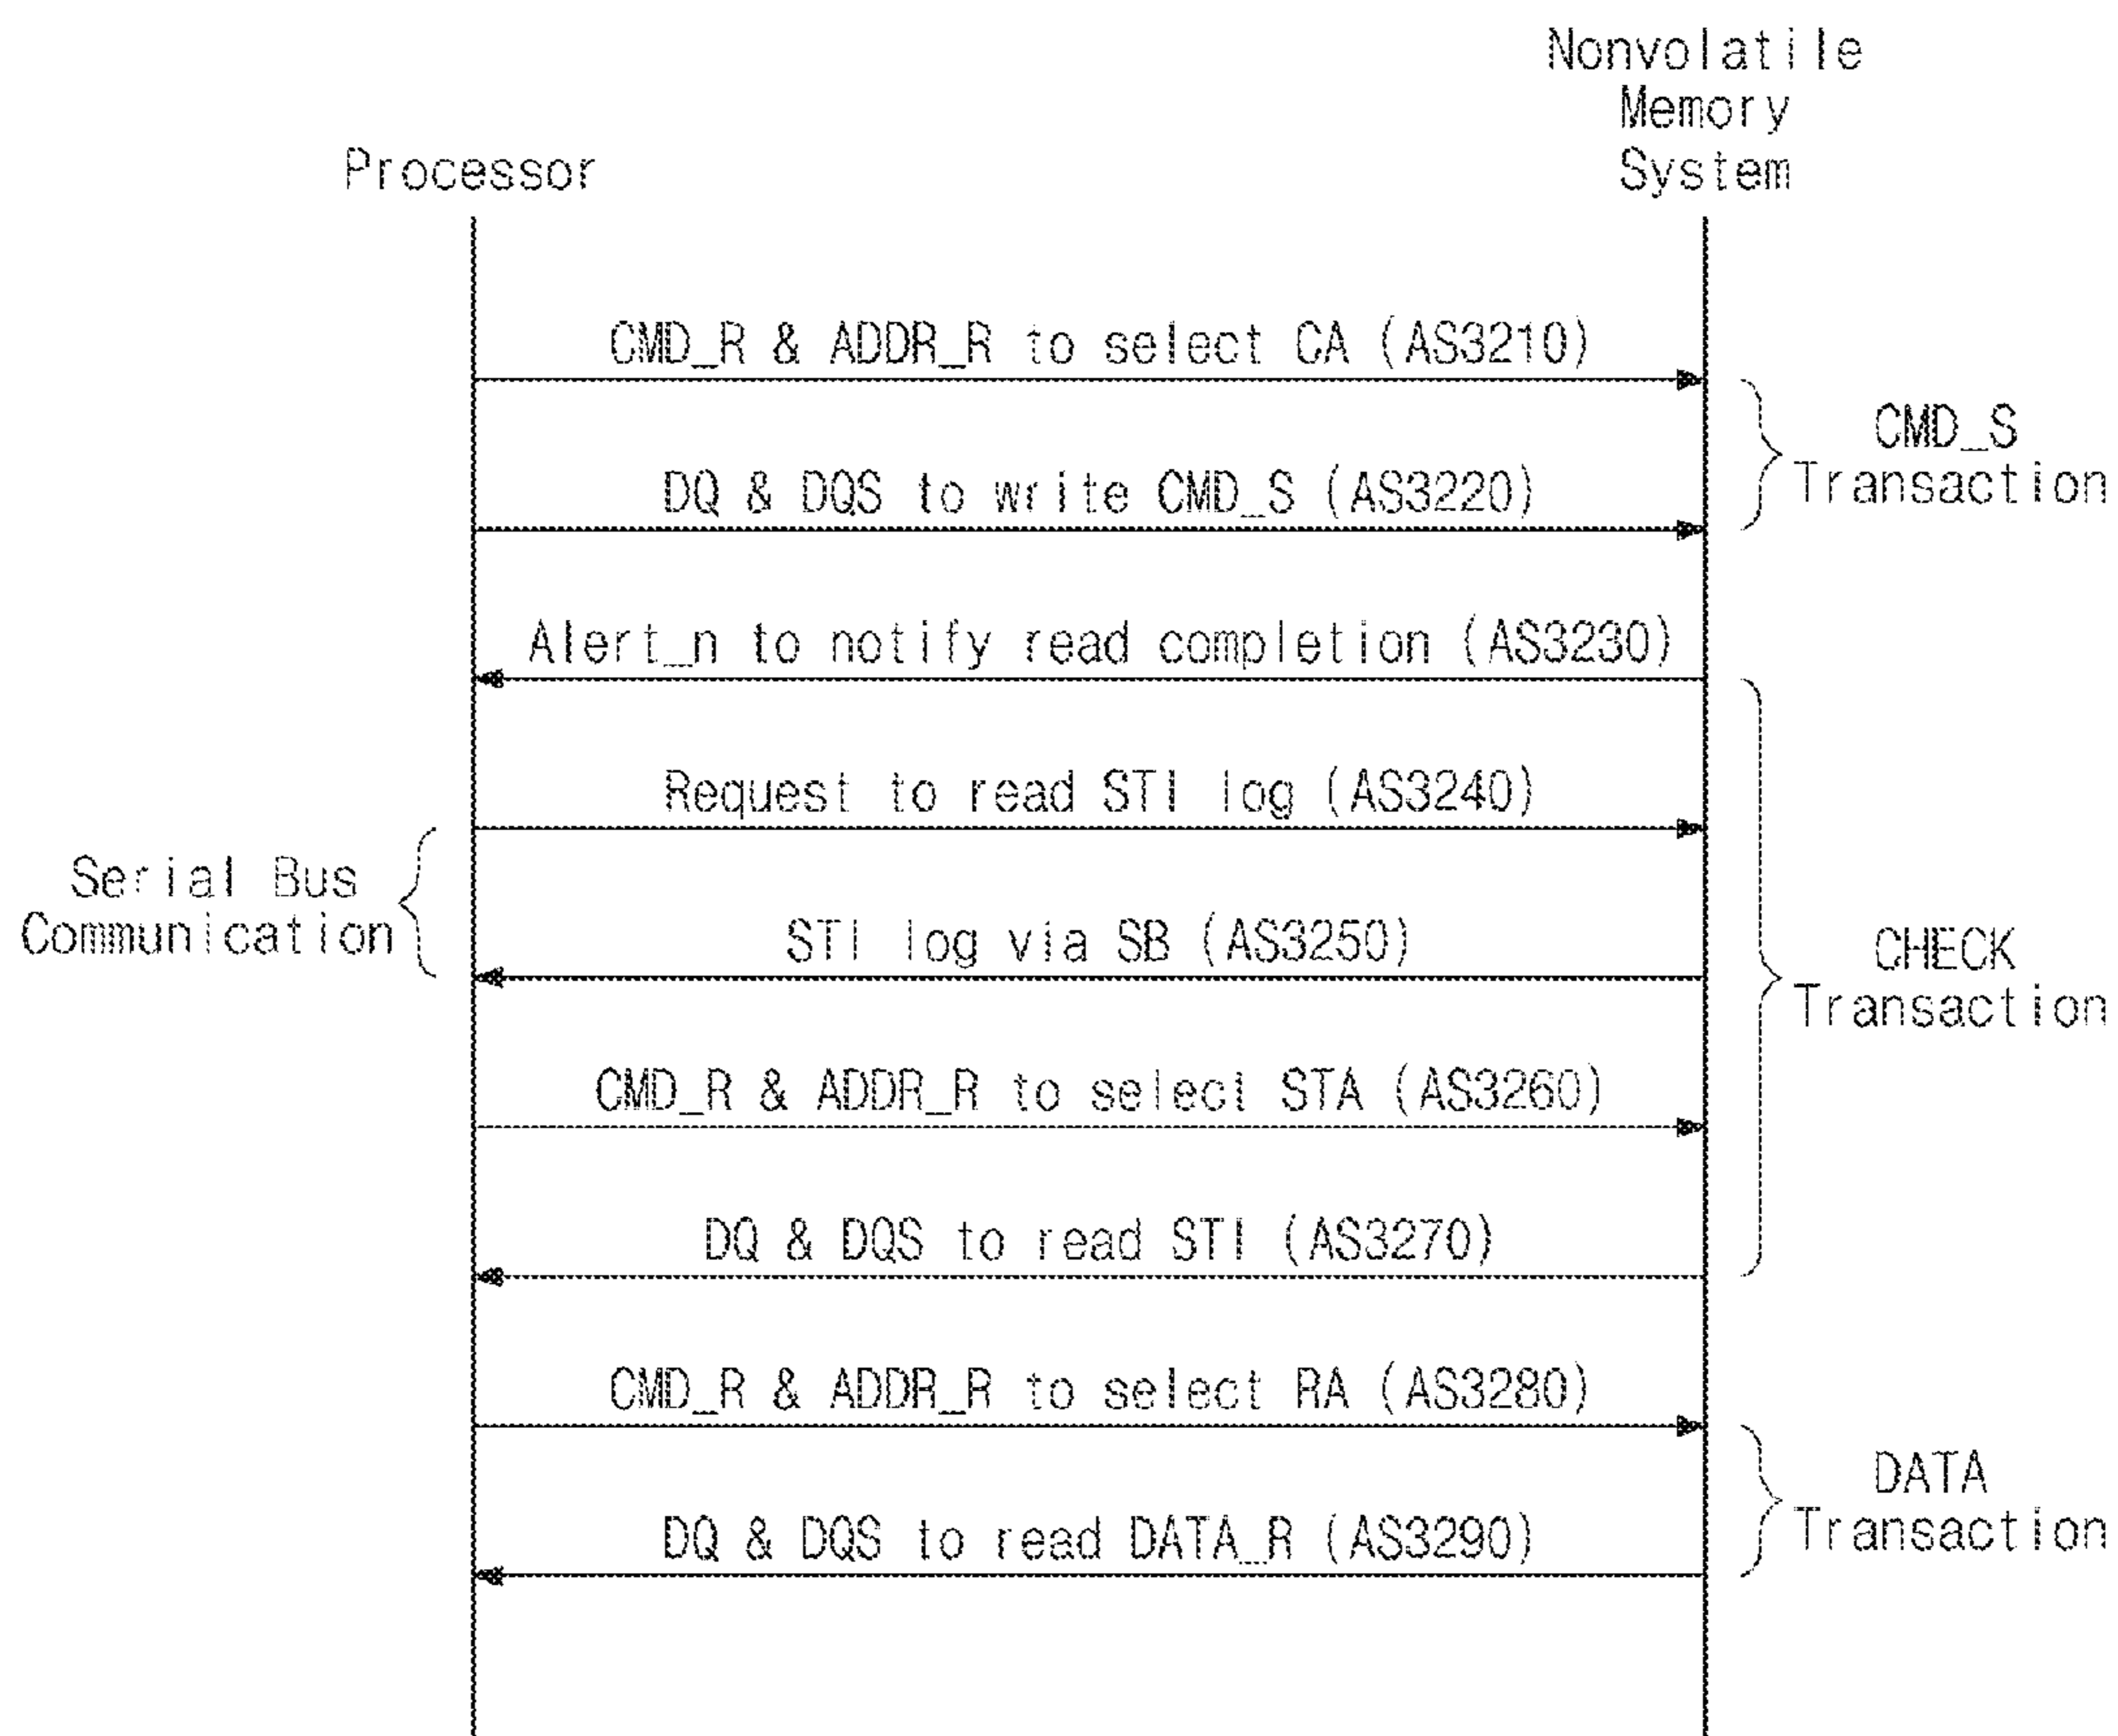 Nonvolatile
Memory
System
Processor
CMD_R & ADDR_R to select CA (AS3210)
CMD_S
Transaction
DQ & DQS to write CMD_S (AS3220)
Alert_n to notify read completion (AS3230)
Request to read STI log (AS3240)
Serial Bus
Communication
STI log via SB (AS3250)
CHECK
Transaction
CMD_R & ADDR_R to select STA (AS3260)
DQ & DQS to read STI (AS3270)
CMD_R & ADDR_R to select RA (AS3280)
DATA
Transaction
DQ & DQS to read DATA_R (AS3290)